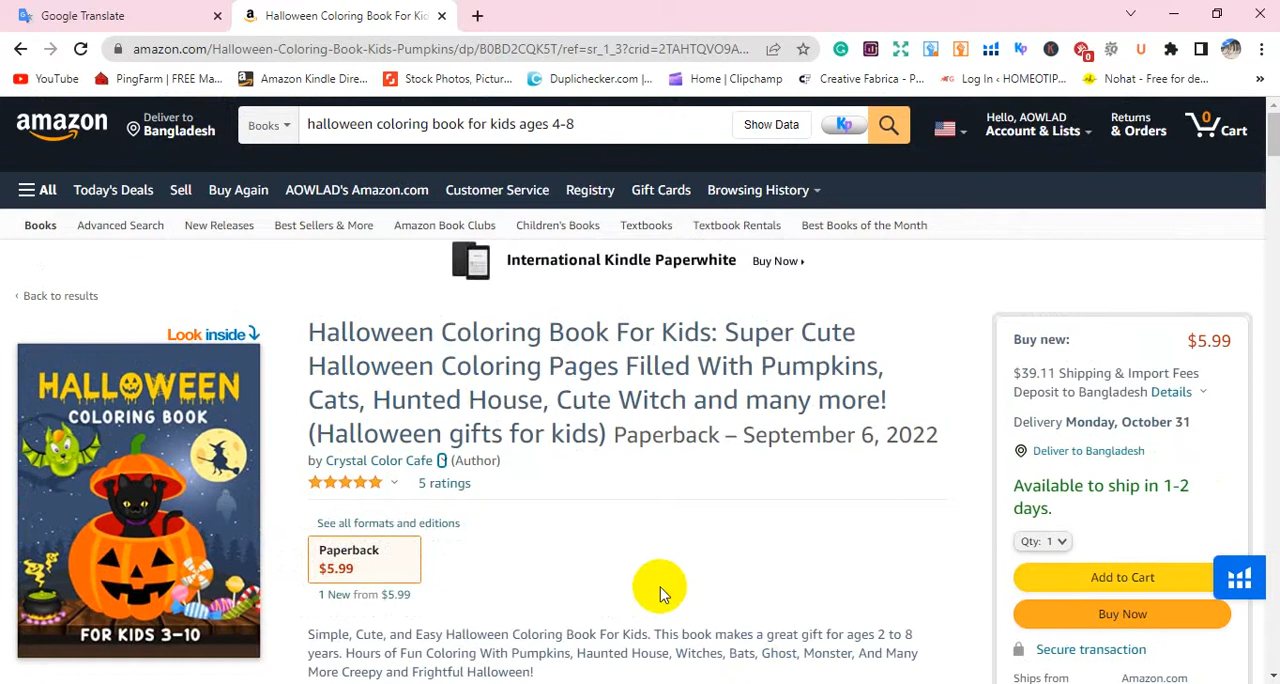 Google Translate
Halloween Coloring Book For Kid
amazon.com/Halloween-Coloring-Book-Kids-Pumpkins/dp/B0BD2CQK5T/ref=sr_1_3?crid=2TAHTQVO9A...
YouTube
PingFarm | FREE Ma...
Amazon Kindle Dire...
Stock Photos, Pictur...
Duplichecker.com |...
Home | Clipchamp
Creative Fabrica - P...
Log In ‹ HOMEOTIP...
Nohat - Free for de...
amazon
Deliver to
Bangladesh
Books
halloween coloring book for kids ages 4-8
Show Data
Kp
Hello, AOWLAD
Account & Lists
Returns
& Orders
0
Cart
All
Today's Deals
Sell
Buy Again
AOWLAD's Amazon.com
Customer Service
Registry
Gift Cards
Browsing History
Books
Advanced Search
New Releases
Best Sellers & More
Amazon Book Clubs
Children's Books
Textbooks
Textbook Rentals
Best Books of the Month
International Kindle Paperwhite
Buy Now
‹ Back to results
Look inside
HALLOWEEN
COLORING BOOK
FOR KIDS 3-10
Halloween Coloring Book For Kids: Super Cute
Halloween Coloring Pages Filled With Pumpkins,
Cats, Hunted House, Cute Witch and many more!
(Halloween gifts for kids) Paperback – September 6, 2022
by Crystal Color Cafe (Author)
5 ratings
See all formats and editions
Paperback
$5.99
1 New from $5.99
Simple, Cute, and Easy Halloween Coloring Book For Kids. This book makes a great gift for ages 2 to 8
years. Hours of Fun Coloring With Pumpkins, Haunted House, Witches, Bats, Ghost, Monster, And Many
More Creepy and Frightful Halloween!
Buy new:
$5.99
$39.11 Shipping & Import Fees
Deposit to Bangladesh Details
Delivery Monday, October 31
Deliver to Bangladesh
Available to ship in 1-2
days.
Qty: 1
Add to Cart
Buy Now
Secure transaction
Ships from
Amazon.com